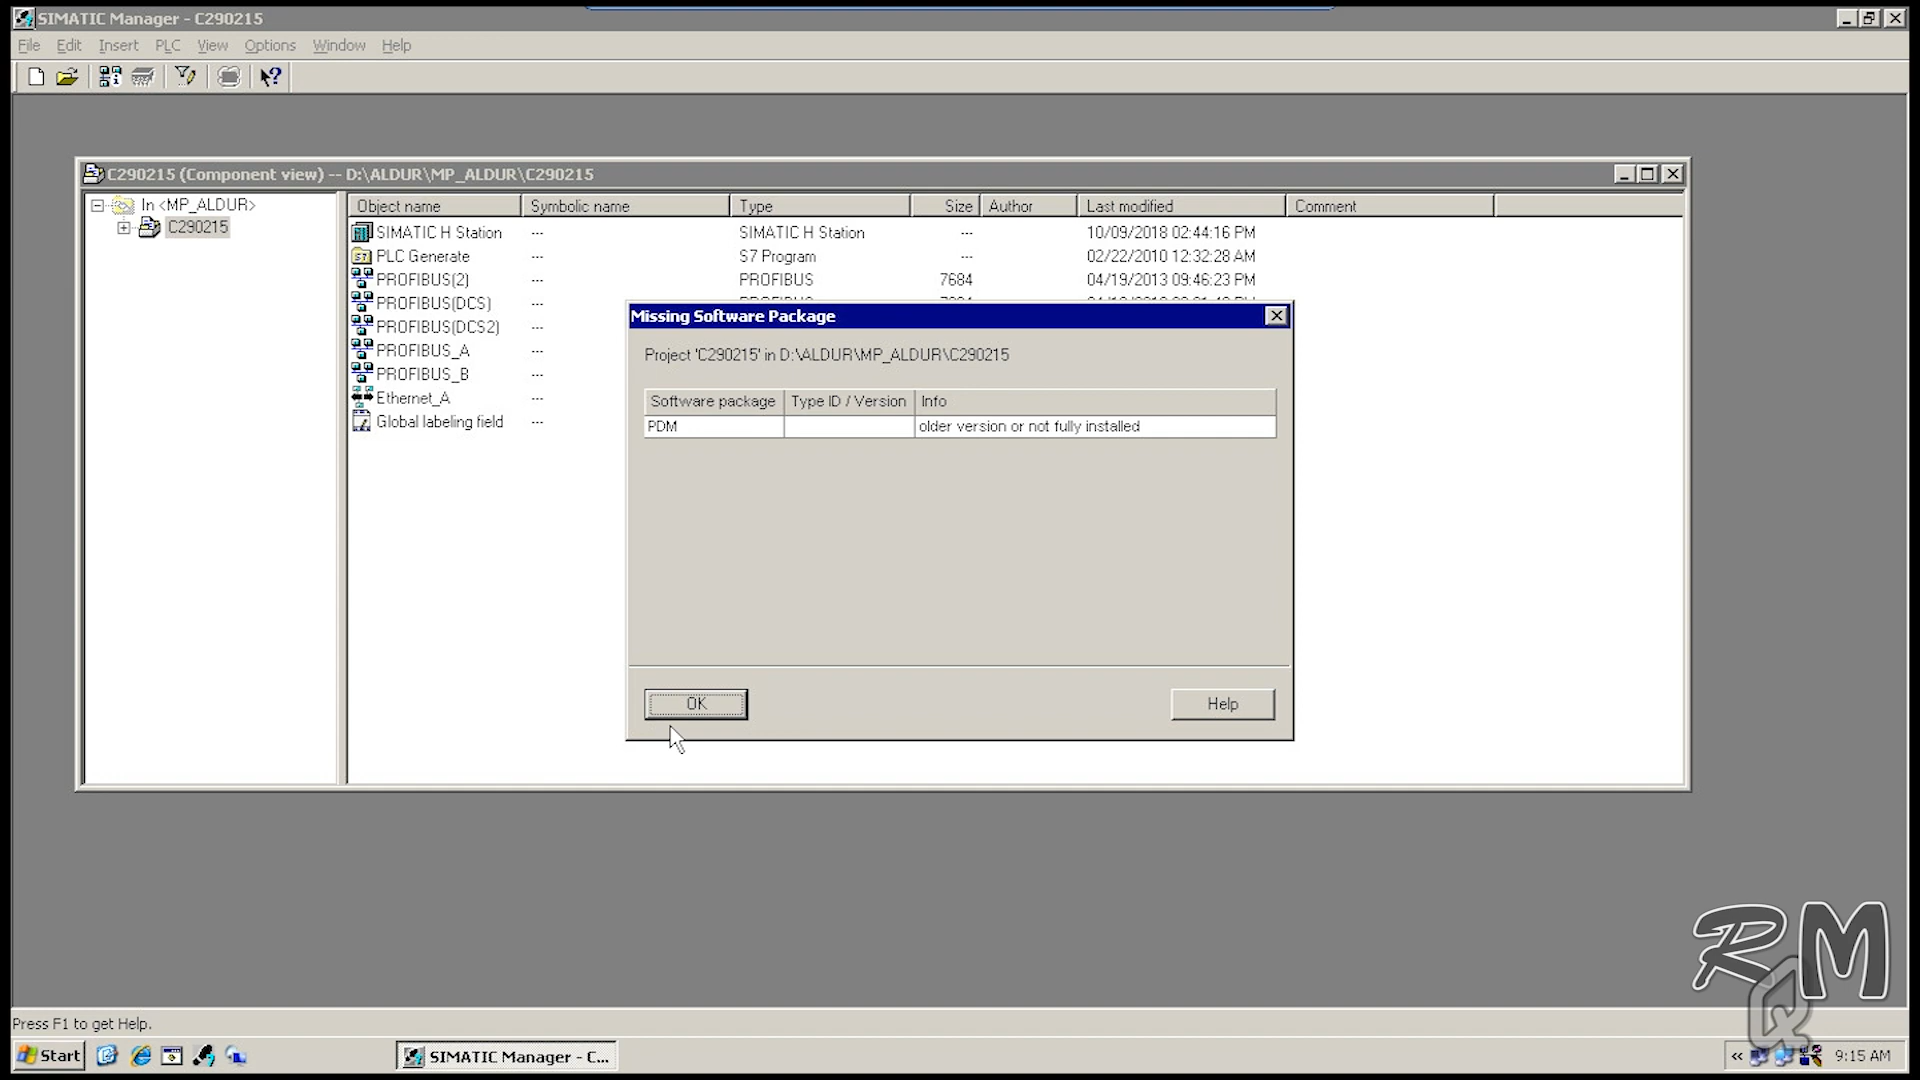 SIMATIC Manager - C290215
File Edit Insert PLC View Options Window Help
C290215 (Component view) -- D:\ALDUR\MP_ALDUR\C290215
In <MP_ALDUR>
C290215
Object name Symbolic name Type Size Author Last modified Comment
SIMATIC H Station --- SIMATIC H Station --- 10/09/2018 02:44:16 PM
PLC Generate --- S7 Program --- 02/22/2010 12:32:28 AM
PROFIBUS(2) --- PROFIBUS 7684 04/19/2013 09:46:23 PM
PROFIBUS(DCS) ---
PROFIBUS(DCS2) ---
PROFIBUS_A ---
PROFIBUS_B ---
Ethernet_A ---
Global labeling field ---
Missing Software Package
Project 'C290215' in D:\ALDUR\MP_ALDUR\C290215
Software package Type ID / Version Info
PDM older version or not fully installed
OK Help
RQM
Press F1 to get Help.
Start SIMATIC Manager - C... « 9:15 AM